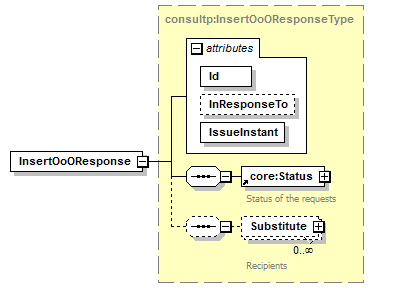 consultp:InsertOoOResponseType
attributes
Id
InResponseTo
IssueInstant
InsertOoOResponse
core:Status
Status of the requests
Substitute
0..∞
Recipients